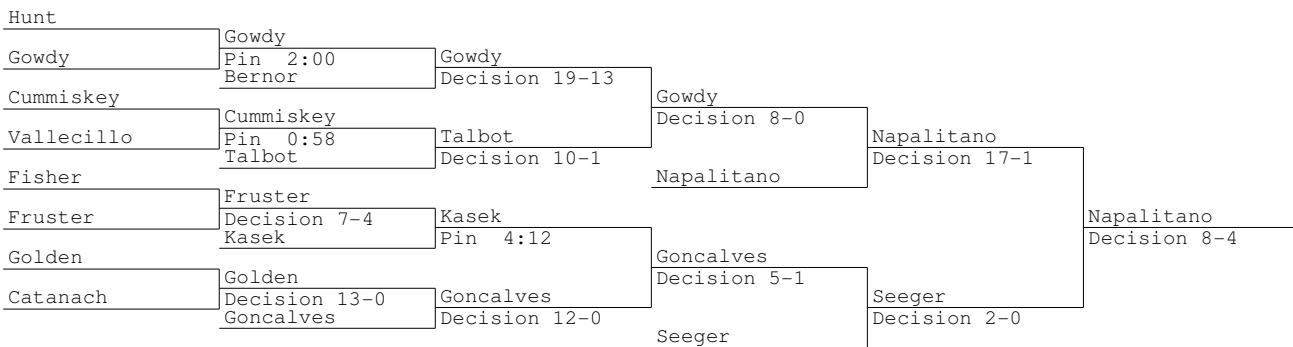 Hunt
Gowdy
Gowdy
Pin 2:00
Bernor
Gowdy
Decision 19-13
Cummiskey
Cummiskey
Vallecillo
Pin 0:58
Talbot
Talbot
Decision 10-1
Gowdy
Decision 8-0
Napalitano
Napalitano
Decision 17-1
Fisher
Fruster
Fruster
Decision 7-4
Kasek
Kasek
Pin 4:12
Golden
Golden
Catanach
Decision 13-0
Goncalves
Goncalves
Decision 12-0
Goncalves
Decision 5-1
Seeger
Seeger
Decision 2-0
Napalitano
Decision 8-4